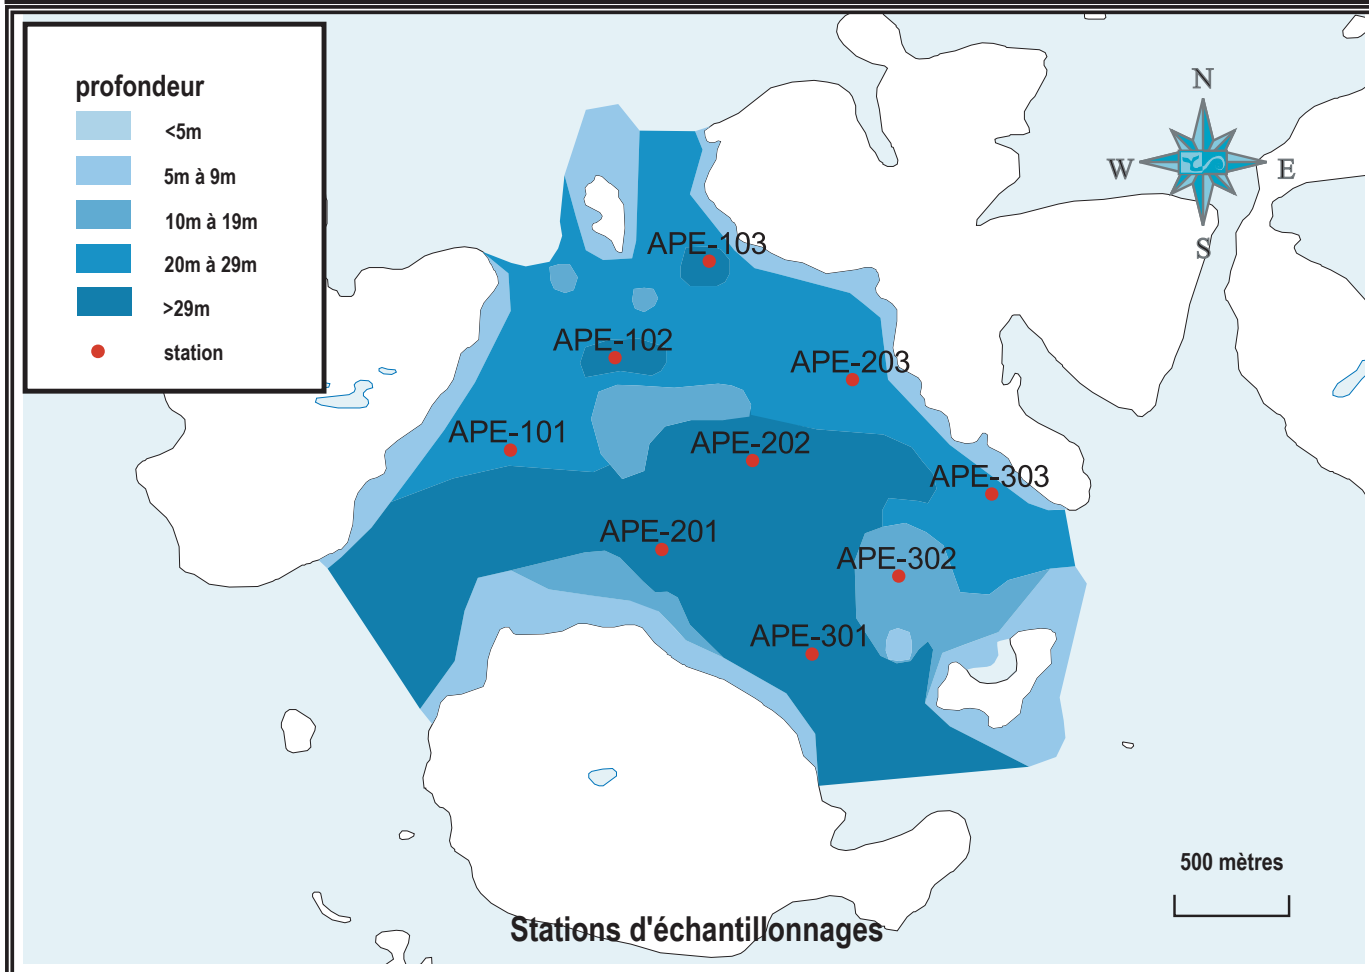 profondeur
<5m
5m à 9m
10m à 19m
20m à 29m
>29m
station
N
W
E
S
APE-103
APE-102
APE-203
APE-101
APE-202
APE-303
APE-201
APE-302
APE-301
500 mètres
Stations d'échantillonnages